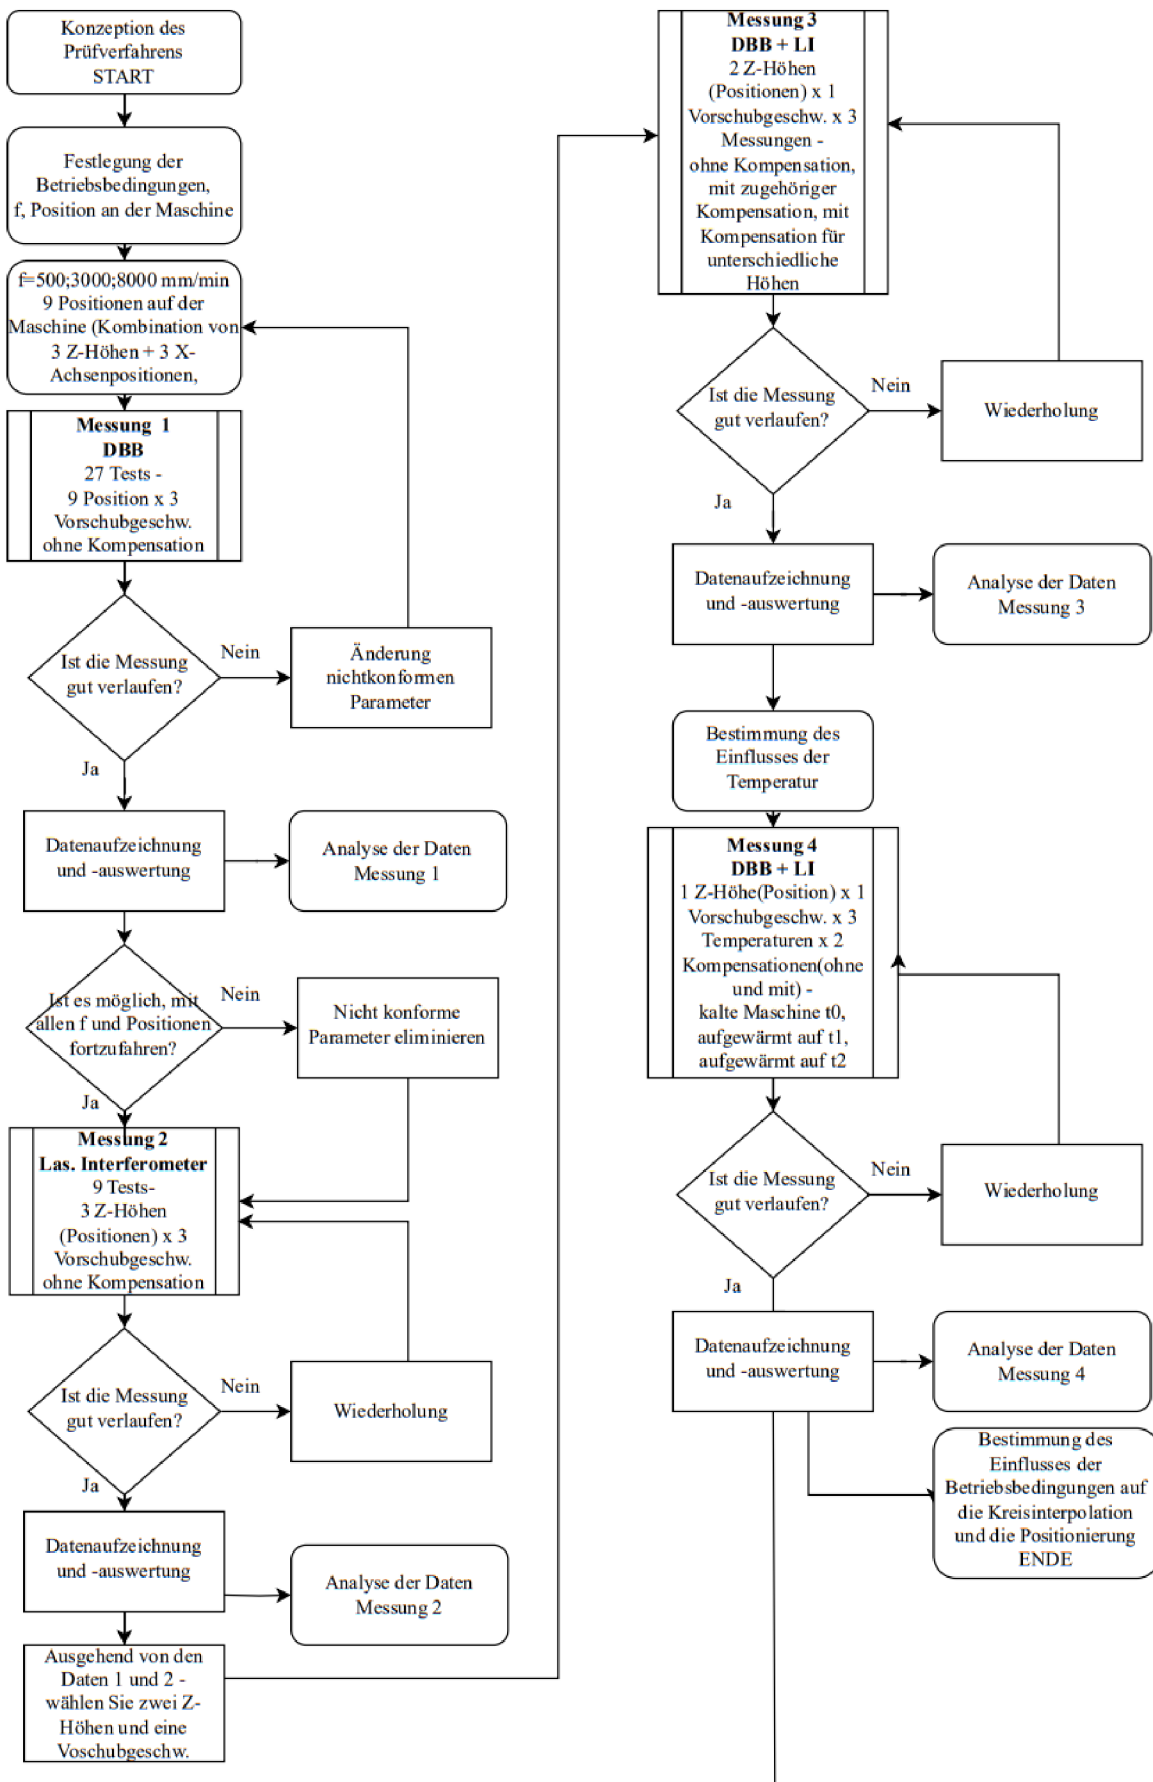 Konzeption des
Prüfverfahrens
START
Festlegung der
Betriebsbedingungen,
f, Position an der Maschine
f=500;3000;8000 mm/min
9 Positionen auf der
Maschine (Kombination von
3 Z-Höhen + 3 X-
Achsenpositionen,
Messung 1
DBB
27 Tests -
9 Position x 3
Vorschubgeschw.
ohne Kompensation
Ist die Messung
gut verlaufen?
Nein
Änderung
nichtkonformen
Parameter
Ja
Datenaufzeichnung
und -auswertung
Analyse der Daten
Messung 1
Ist es möglich, mit
allen f und Positionen
fortzufahren?
Nein
Nicht konforme
Parameter eliminieren
Ja
Messung 2
Las. Interferometer
9 Tests-
3 Z-Höhen
(Positionen) x 3
Vorschubgeschw.
ohne Kompensation
Ist die Messung
gut verlaufen?
Nein
Wiederholung
Ja
Datenaufzeichnung
und -auswertung
Analyse der Daten
Messung 2
Ausgehend von den
Daten 1 und 2 -
wählen Sie zwei Z-
Höhen und eine
Voschubgeschw.
Messung 3
DBB + LI
2 Z-Höhen
(Positionen) x 1
Vorschubgeschw. x 3
Messungen -
ohne Kompensation,
mit zugehöriger
Kompensation, mit
Kompensation für
unterschiedliche
Höhen
Ist die Messung
gut verlaufen?
Nein
Wiederholung
Ja
Datenaufzeichnung
und -auswertung
Analyse der Daten
Messung 3
Bestimmung des
Einflusses der
Temperatur
Messung 4
DBB + LI
1 Z-Höhe(Position) x 1
Vorschubgeschw. x 3
Temperaturen x 2
Kompensationen(ohne
und mit) -
kalte Maschine t0,
aufgewärmt auf t1,
aufgewärmt auf t2
Ist die Messung
gut verlaufen?
Nein
Wiederholung
Ja
Datenaufzeichnung
und -auswertung
Analyse der Daten
Messung 4
Bestimmung des
Einflusses der
Betriebsbedingungen auf
die Kreisinterpolation
und die Positionierung
ENDE